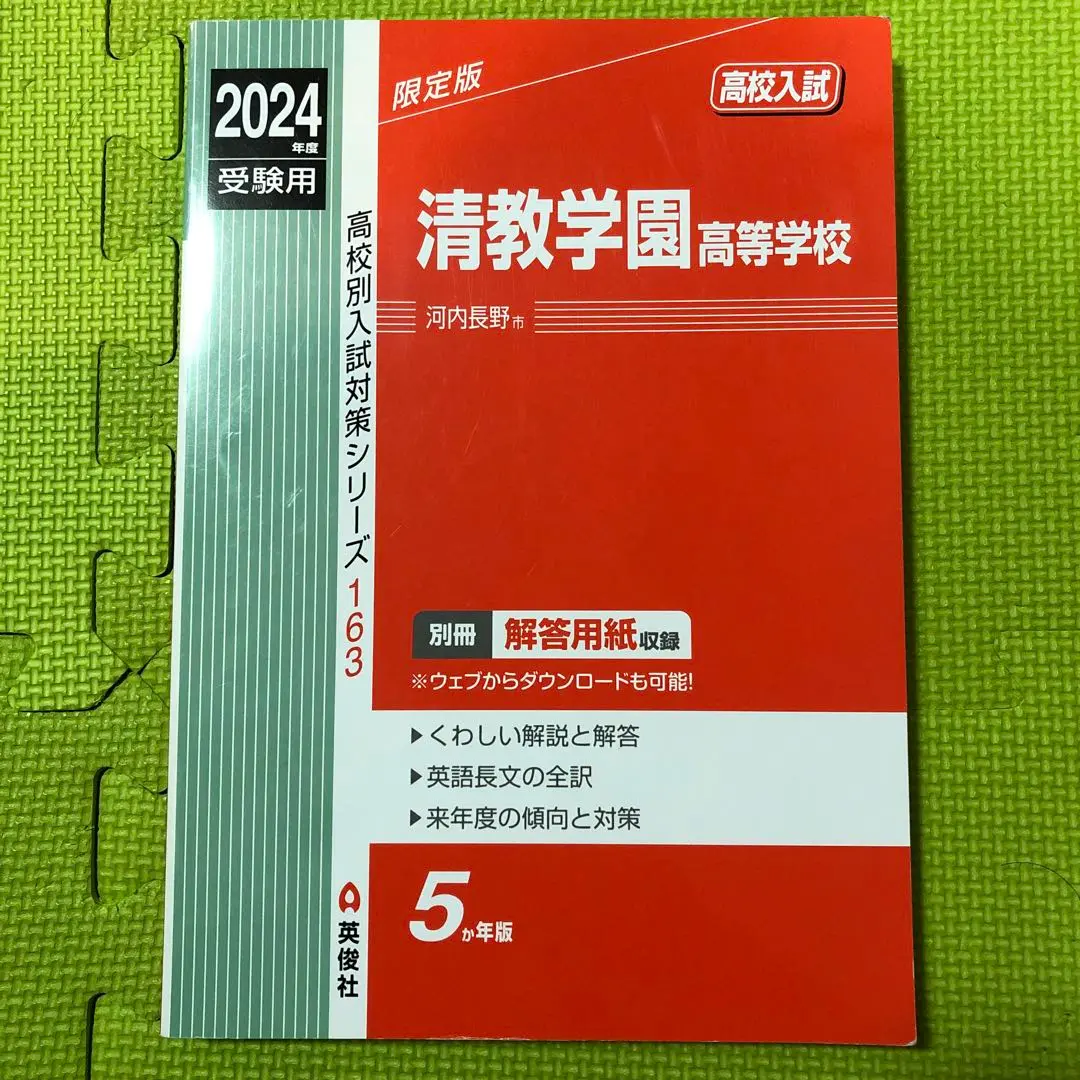 2024
年度
受験用
限定版
高校入試
清教学園高等学校
河内長野市
高校別入試対策シリーズ163
別冊 解答用紙収録
※ウェブからダウンロードも可能!
▶くわしい解説と解答
▶英語長文の全訳
▶来年度の傾向と対策
5か年版
英俊社